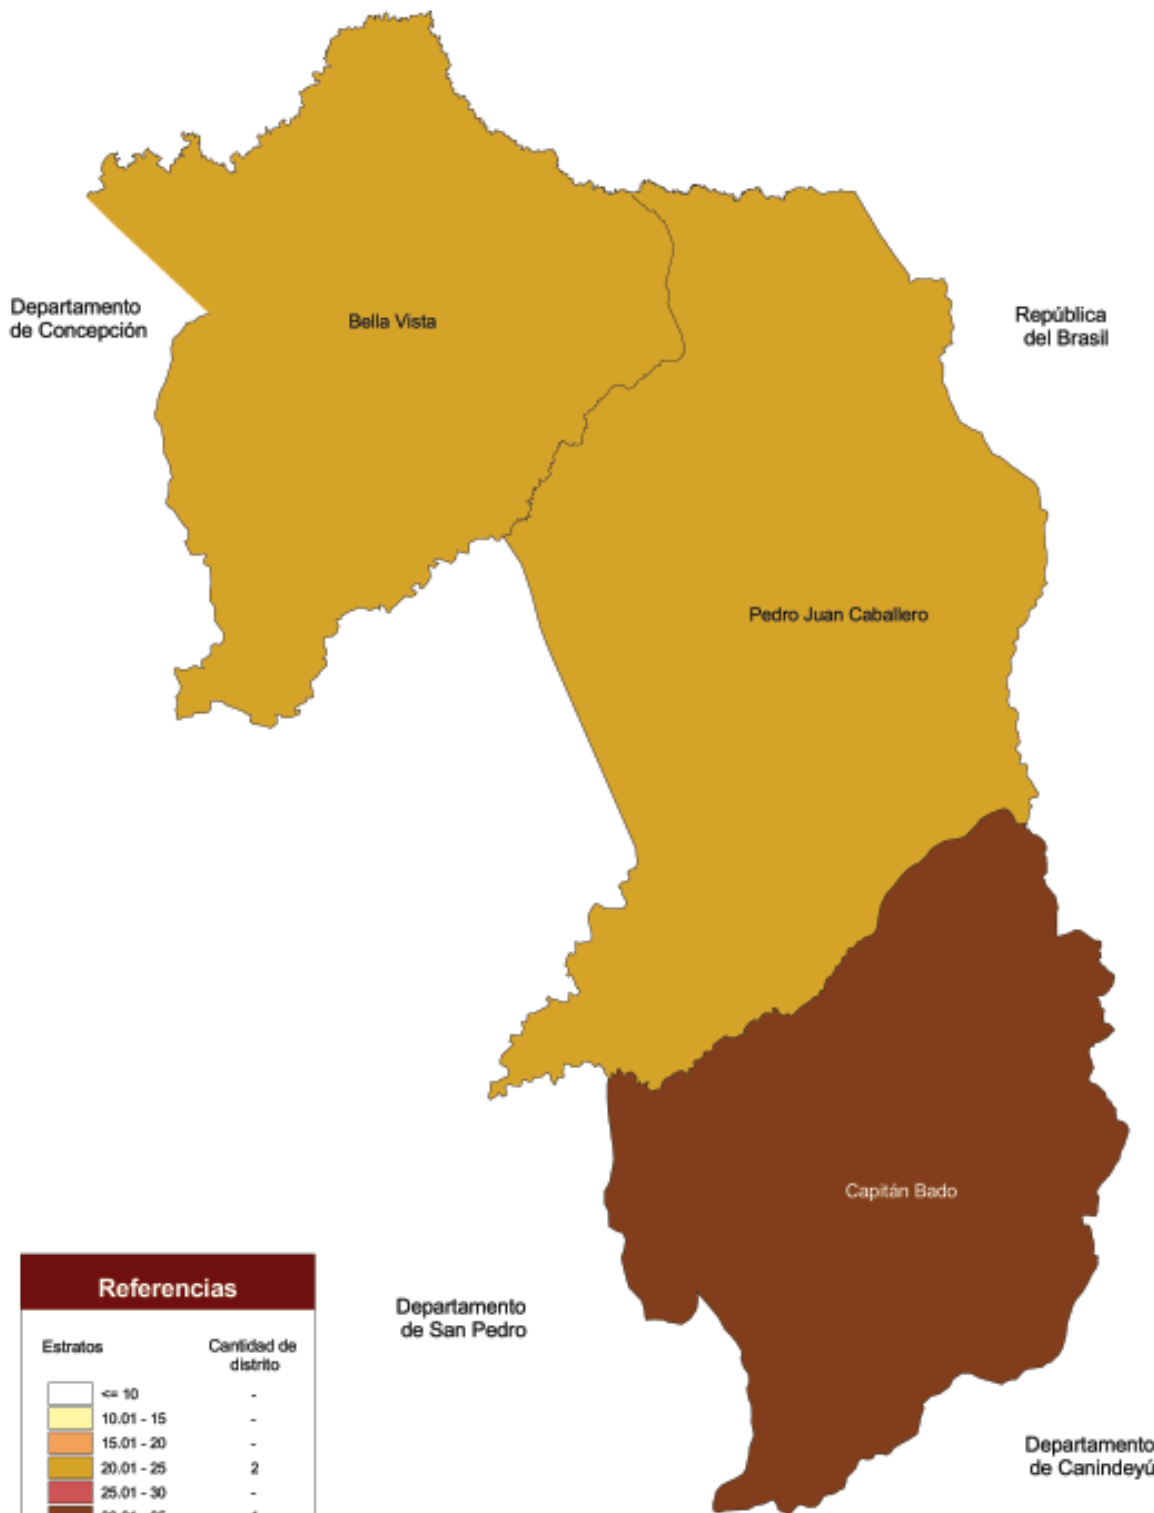 Departamento
de Concepción
Bella Vista
República
del Brasil
Pedro Juan Caballero
Capitán Bado
Departamento
de San Pedro
Departamento
de Canindeyú
Referencias
Estratos Cantidad de
distrito
<= 10 -
10.01 - 15 -
15.01 - 20 -
20.01 - 25 2
25.01 - 30 -